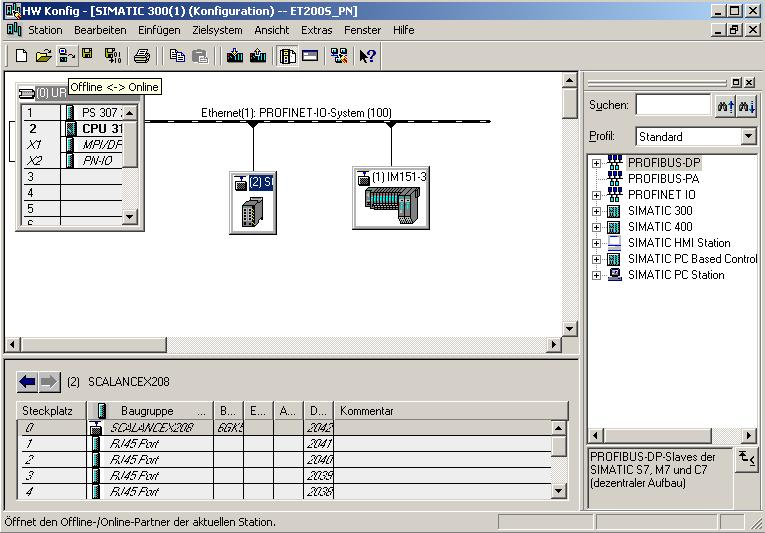 HW Konfig - [SIMATIC 300(1) (Konfiguration) -- ET200S_PN]
Station Bearbeiten Einfügen Zielsystem Ansicht Extras Fenster Hilfe
Offline <-> Online
(0) UR
1 PS 307
2 CPU 31
X1 MPI/DP
X2 PN-IO
3
4
5
6
Ethernet(1): PROFINET-IO-System (100)
(2) S
(1) IM151-3
Suchen:
Profil: Standard
PROFIBUS-DP
PROFIBUS-PA
PROFINET IO
SIMATIC 300
SIMATIC 400
SIMATIC HMI Station
SIMATIC PC Based Control
SIMATIC PC Station
(2) SCALANCEX208
Steckplatz Baugruppe ... B... E... A... D... Kommentar
0 SCALANCEX208 6GK5 2042
1 RJ45 Port 2041
2 RJ45 Port 2040
3 RJ45 Port 2039
4 RJ45 Port 2038
PROFIBUS-DP-Slaves der
SIMATIC S7, M7 und C7
(dezentraler Aufbau)
Öffnet den Offline-/Online-Partner der aktuellen Station.